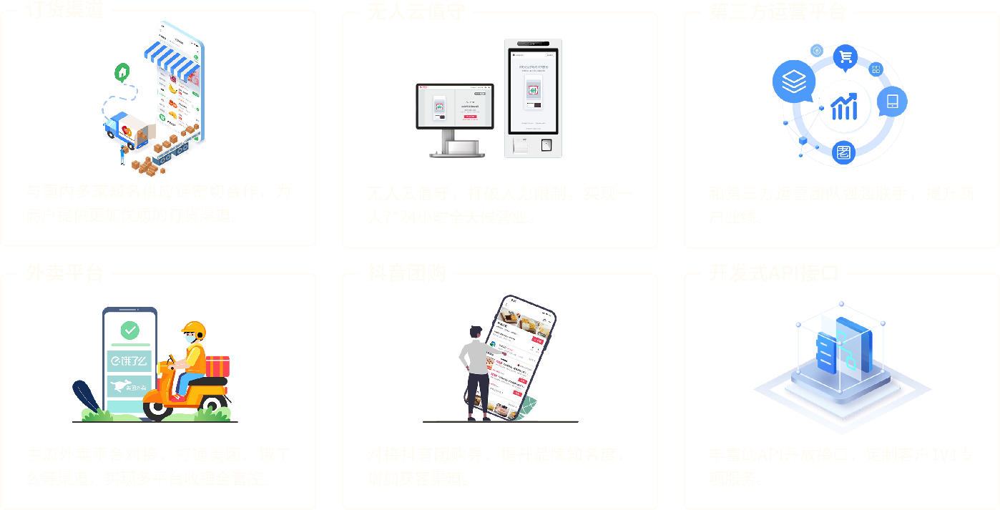 订货渠道
无人云值守
第三方运营平台
与国内多家知名供应链密切合作，为
商户提供更加优质的订货渠道。
无人云值守，打破人力限制，实现一
人7*24小时全天候营业。
和第三方运营团队强强联手，提升商
户业绩。
外卖平台
抖音团购
开发式API接口
饿了么
美团外卖
主流外卖平台对接，打通美团、饿了
么等渠道，实现多平台收银全管控。
对接抖音团购券，提升品牌知名度，
增加获客渠道。
丰富的API开放接口，定制客户1V1专
项服务。